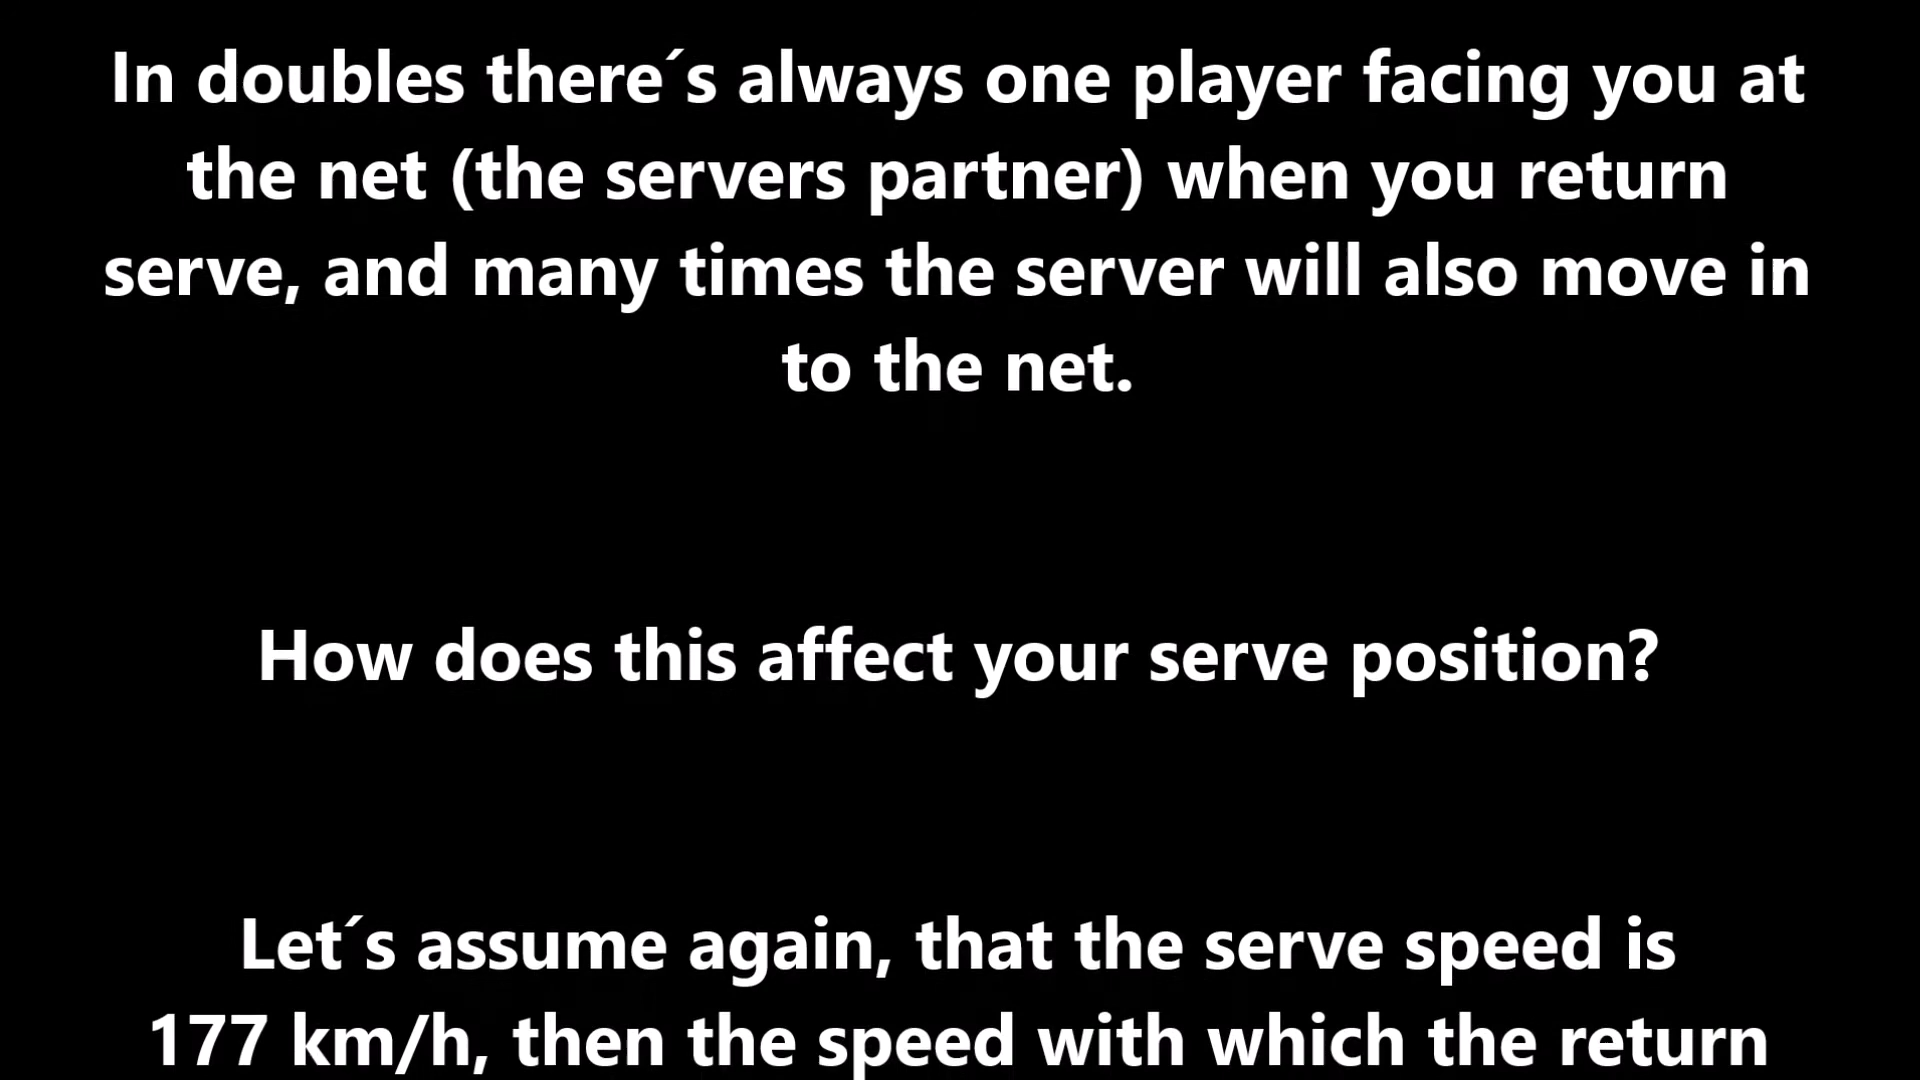 In doubles there´s always one player facing you at
the net (the servers partner) when you return
serve, and many times the server will also move in
to the net.
How does this affect your serve position?
Let´s assume again, that the serve speed is
177 km/h, then the speed with which the return